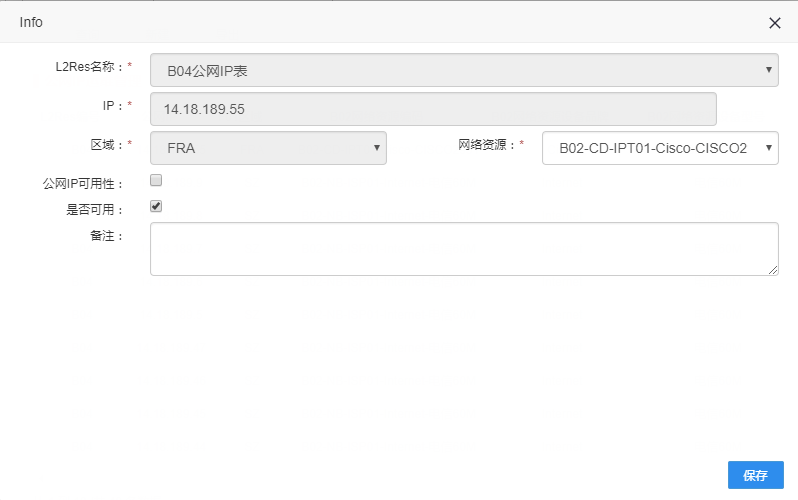 Info
L2Res名称：* B04公网IP表
IP：* 14.18.189.55
区域：* FRA 网络资源：* B02-CD-IPT01-Cisco-CISCO2
公网IP可用性：
是否可用：
备注：
保存